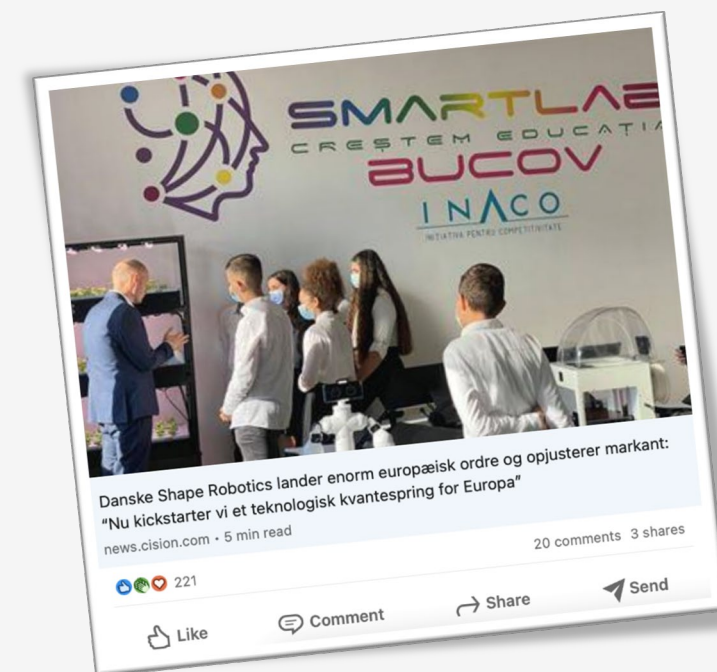 SMARTLAB
CREȘTEM EDUCAȚIA
BUCOV
INACO
INIȚIATIVA PENTRU COMPETITIVITATE
Danske Shape Robotics lander enorm europæisk ordre og opjusterer markant:
"Nu kickstarter vi et teknologisk kvantespring for Europa"
news.cision.com • 5 min read
221
20 comments 3 shares
Like
Comment
Share
Send